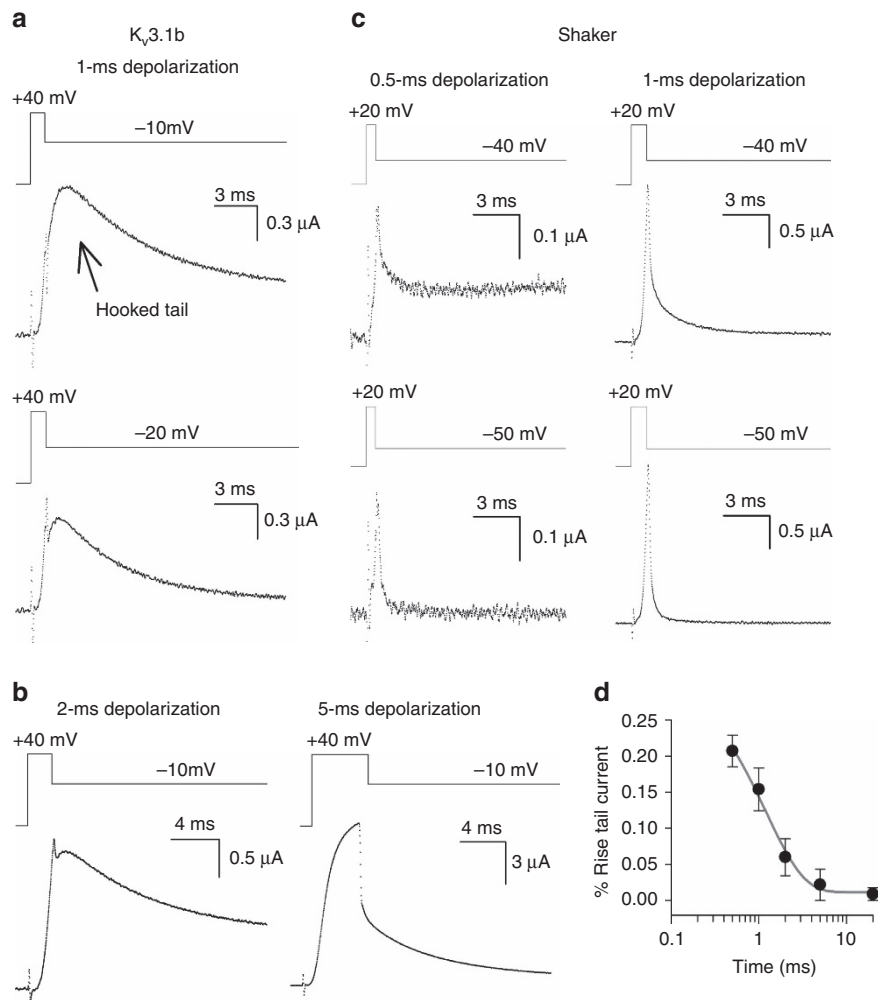 a
Kv3.1b
1-ms depolarization
+40 mV
−10mV
3 ms
0.3 µA
Hooked tail
+40 mV
−20 mV
3 ms
0.3 µA
c
Shaker
0.5-ms depolarization
+20 mV
−40 mV
3 ms
0.1 µA
1-ms depolarization
+20 mV
−40 mV
3 ms
0.5 µA
+20 mV
−50 mV
3 ms
0.1 µA
+20 mV
−50 mV
3 ms
0.5 µA
b
2-ms depolarization
+40 mV
−10mV
4 ms
0.5 µA
5-ms depolarization
+40 mV
−10 mV
4 ms
3 µA
d
% Rise tail current
0.25
0.20
0.15
0.10
0.05
0.00
0.1
1
10
Time (ms)